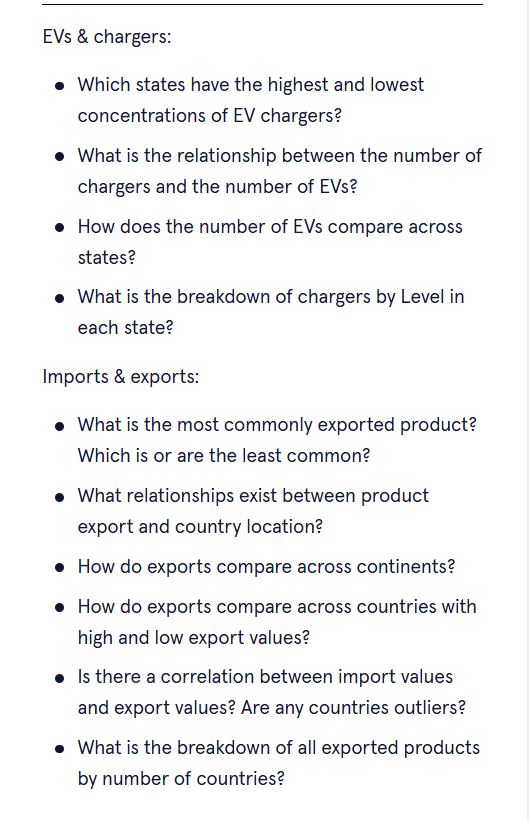 EVs & chargers:
● Which states have the highest and lowest
concentrations of EV chargers?
● What is the relationship between the number of
chargers and the number of EVs?
● How does the number of EVs compare across
states?
● What is the breakdown of chargers by Level in
each state?
Imports & exports:
● What is the most commonly exported product?
Which is or are the least common?
● What relationships exist between product
export and country location?
● How do exports compare across continents?
● How do exports compare across countries with
high and low export values?
● Is there a correlation between import values
and export values? Are any countries outliers?
● What is the breakdown of all exported products
by number of countries?